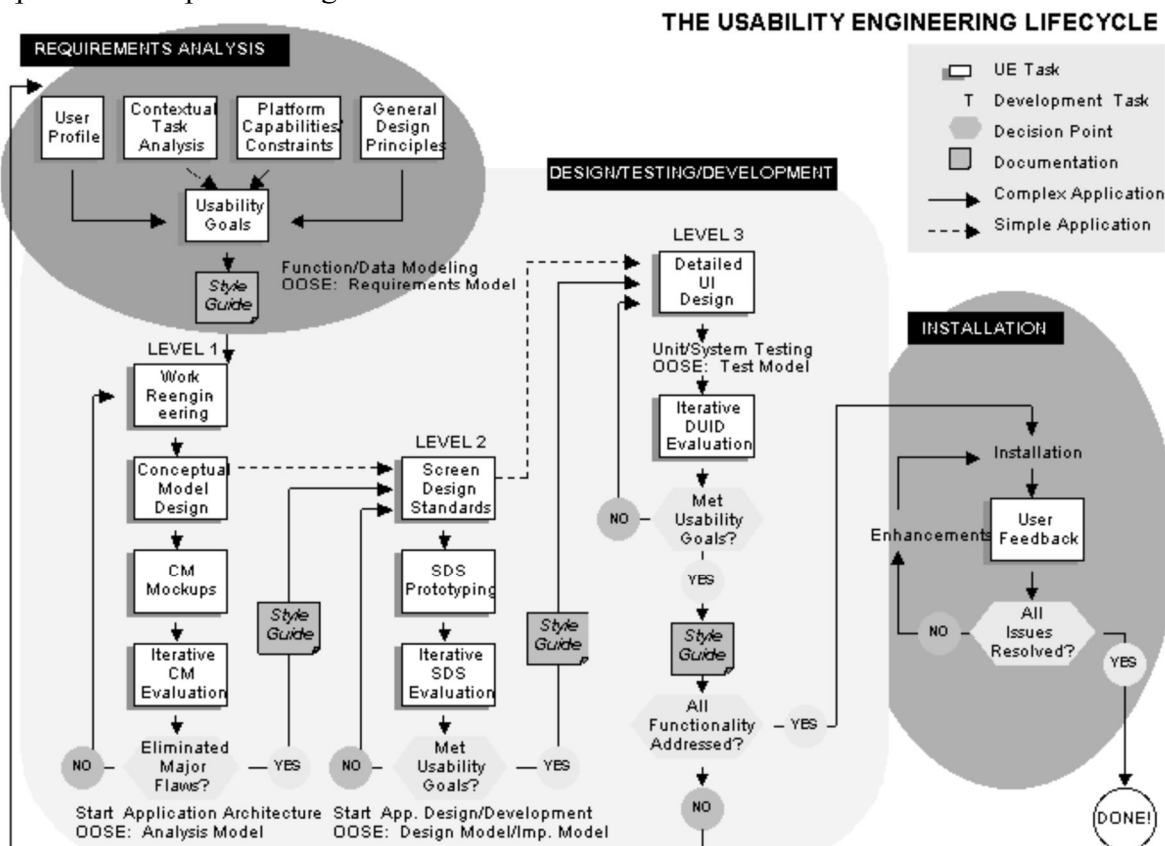 THE USABILITY ENGINEERING LIFECYCLE
REQUIREMENTS ANALYSIS
User
Profile
Contextual
Task
Analysis
Platform
Capabilities/
Constraints
General
Design
Principles
Usability
Goals
Style
Guide
Function/Data Modeling
OOSE: Requirements Model
UE Task
T Development Task
Decision Point
Documentation
Complex Application
Simple Application
DESIGN/TESTING/DEVELOPMENT
LEVEL 1
Work
Reengin
eering
Conceptual
Model
Design
CM
Mockups
Iterative
CM
Evaluation
Eliminated
Major
Flaws?
NO
YES
Start Application Architecture
OOSE: Analysis Model
Style
Guide
LEVEL 2
Screen
Design
Standards
SDS
Prototyping
Iterative
SDS
Evaluation
Met
Usability
Goals?
NO
YES
Start App. Design/Development
OOSE: Design Model/Imp. Model
Style
Guide
LEVEL 3
Detailed
UI
Design
Unit/System Testing
OOSE: Test Model
Iterative
DUID
Evaluation
Met
Usability
Goals?
NO
YES
Style
Guide
All
Functionality
Addressed?
YES
NO
INSTALLATION
Installation
Enhancements
User
Feedback
All
Issues
Resolved?
NO
YES
DONE!